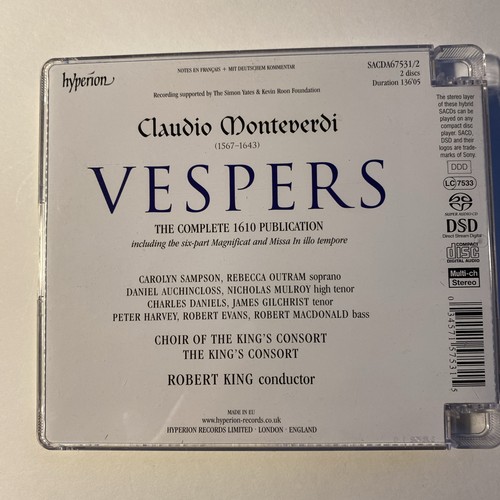 hyperion
NOTES EN FRANÇAIS + MIT DEUTSCHEM KOMMENTAR
SACDA67531/2
2 discs
Duration 136'05
Recording supported by The Simon Yates & Kevin Roon Foundation
Claudio Monteverdi
(1567–1643)
VESPERS
THE COMPLETE 1610 PUBLICATION
including the six-part Magnificat and Missa In illo tempore
CAROLYN SAMPSON, REBECCA OUTRAM soprano
DANIEL AUCHINCLOSS, NICHOLAS MULROY high tenor
CHARLES DANIELS, JAMES GILCHRIST tenor
PETER HARVEY, ROBERT EVANS, ROBERT MACDONALD bass
CHOIR OF THE KING'S CONSORT
THE KING'S CONSORT
ROBERT KING conductor
MADE IN EU
www.hyperion-records.co.uk
HYPERION RECORDS LIMITED · LONDON · ENGLAND
The stereo layer
of these hybrid
SACDs can be
played on any
compact disc
player. SACD,
DSD and their
logos are trade-
marks of Sony.
DDD
LC 7533
SUPER AUDIO CD
DSD
Direct Stream Digital
COMPACT
disc
DIGITAL AUDIO
Multi-ch
Stereo
0 34571 57531 5